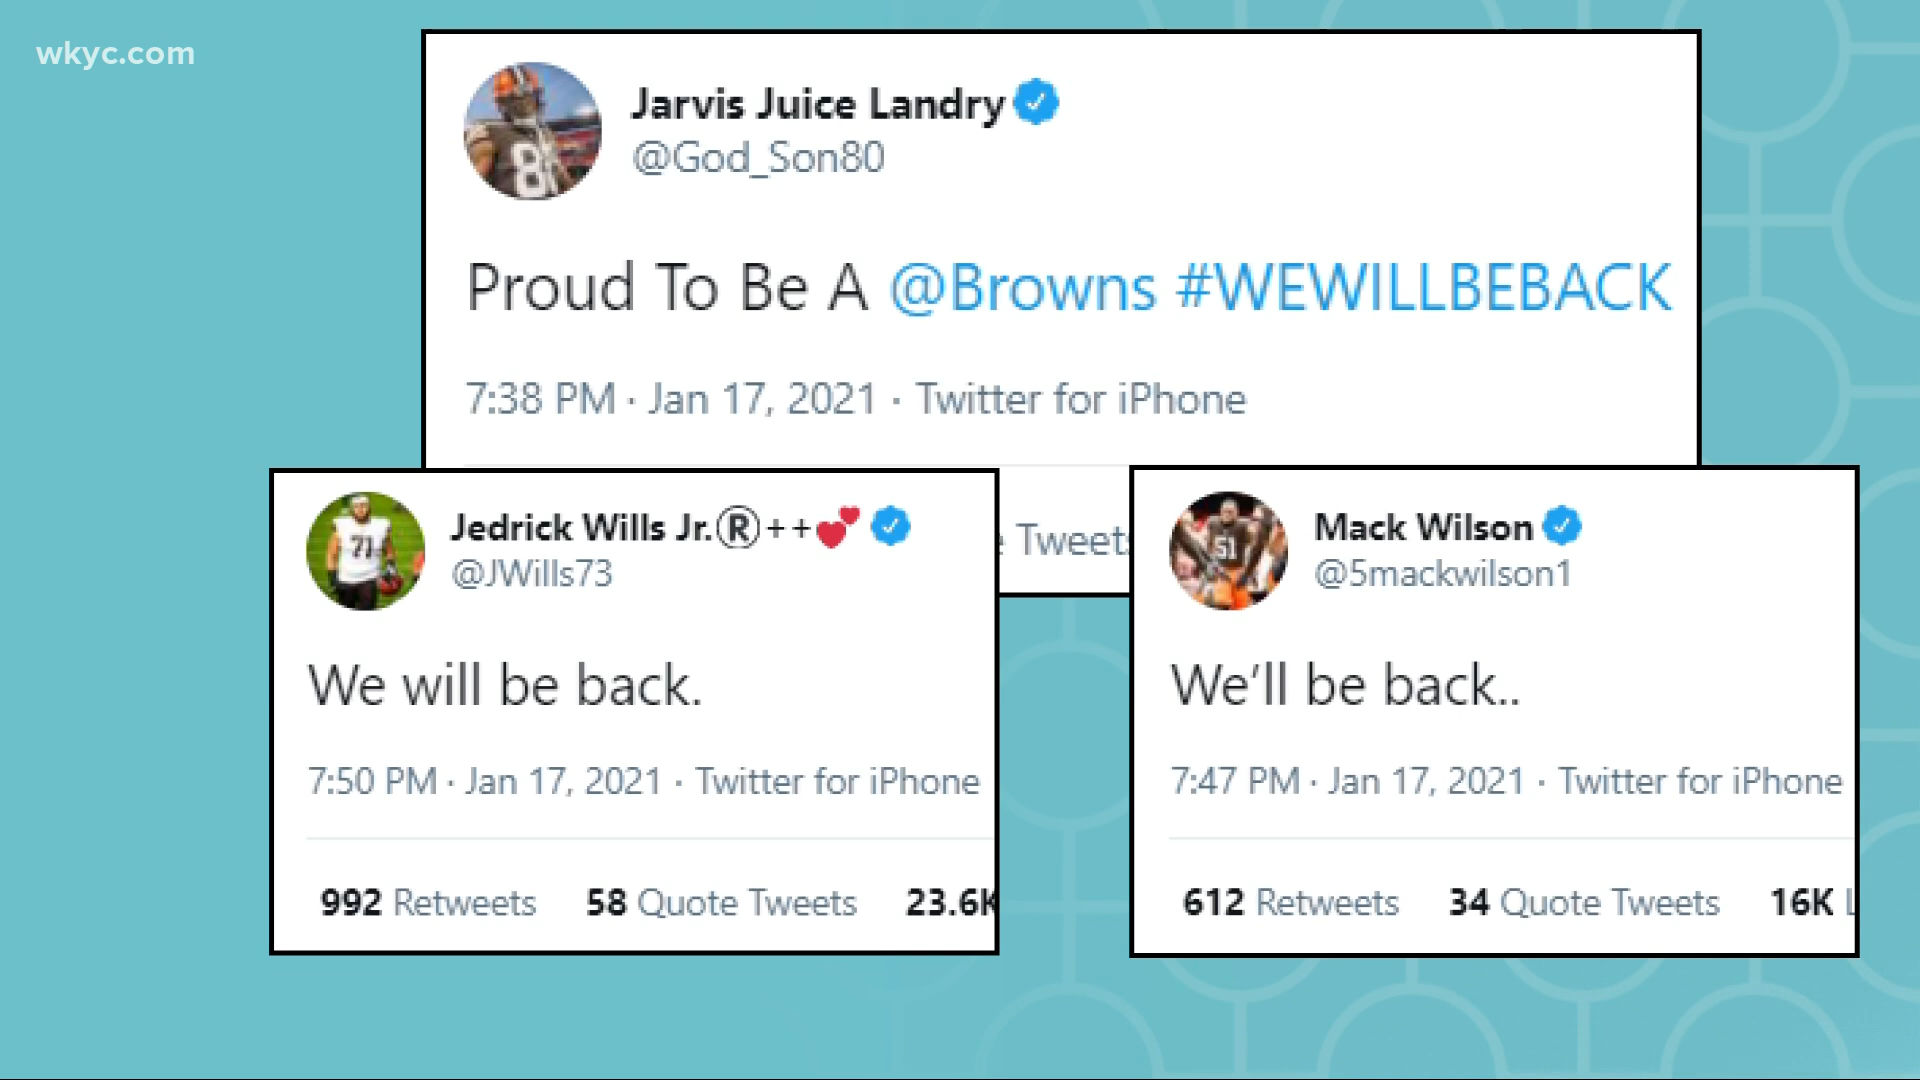 wkyc.com
Jarvis Juice Landry
@God_Son80
Proud To Be A @Browns #WEWILLBEBACK
7:38 PM · Jan 17, 2021 · Twitter for iPhone
Tweets
Jedrick Wills Jr.®++💕
@JWills73
We will be back.
7:50 PM · Jan 17, 2021 · Twitter for iPhone
992 Retweets 58 Quote Tweets 23.6K
Mack Wilson
@5mackwilson1
We'll be back..
7:47 PM · Jan 17, 2021 · Twitter for iPhone
612 Retweets 34 Quote Tweets 16K